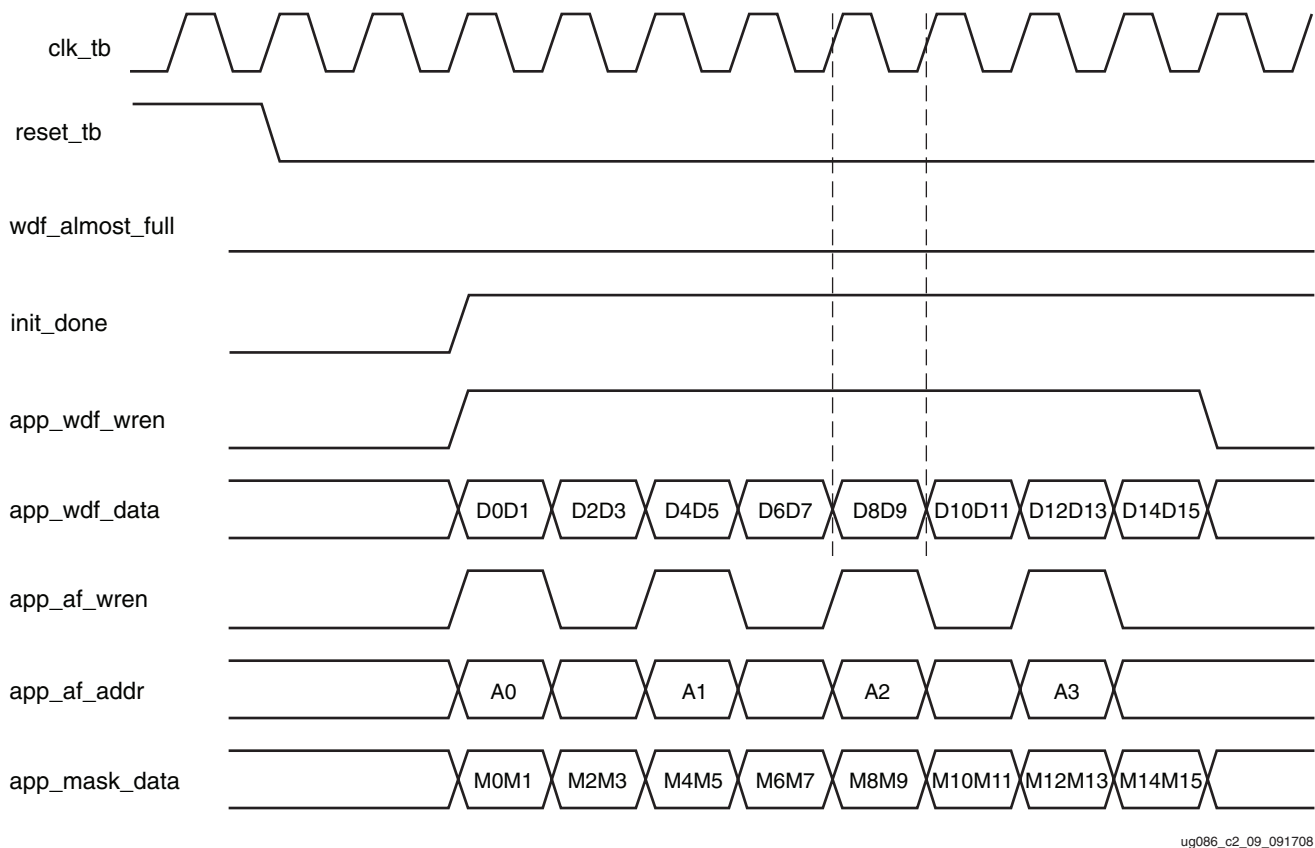 clk_tb
reset_tb
wdf_almost_full
init_done
app_wdf_wren
app_wdf_data D0D1 D2D3 D4D5 D6D7 D8D9 D10D11 D12D13 D14D15
app_af_wren
app_af_addr A0 A1 A2 A3
app_mask_data M0M1 M2M3 M4M5 M6M7 M8M9 M10M11 M12M13 M14M15
ug086_c2_09_091708